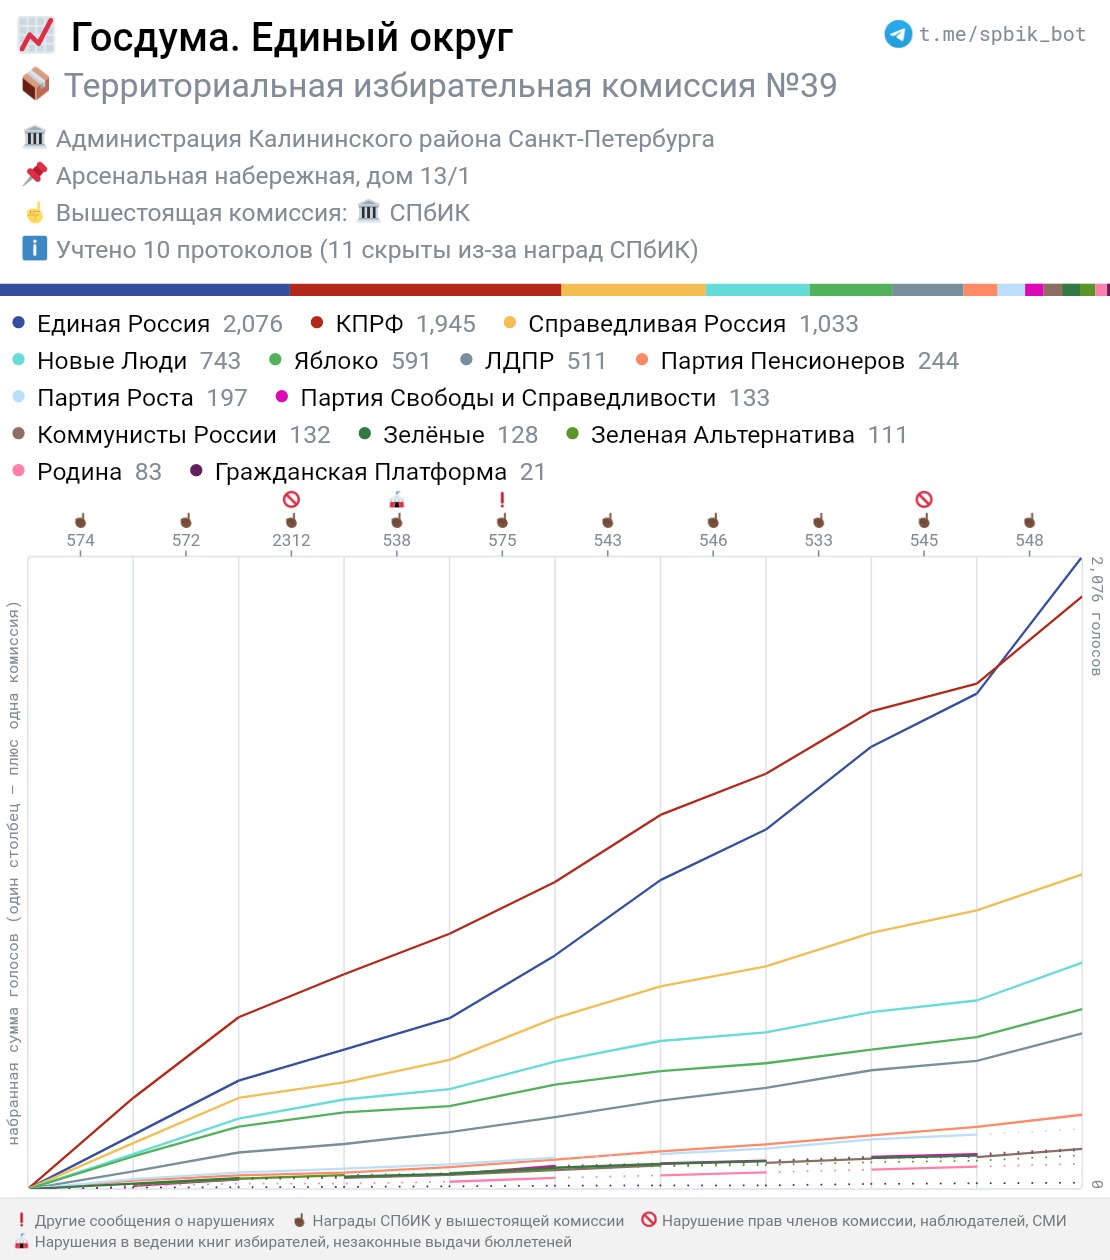 Госдума. Единый округ
t.me/spbik_bot
Территориальная избирательная комиссия №39
Администрация Калининского района Санкт-Петербурга
Арсенальная набережная, дом 13/1
Вышестоящая комиссия: СПбИК
Учтено 10 протоколов (11 скрыты из-за наград СПбИК)
Единая Россия 2,076 КПРФ 1,945 Справедливая Россия 1,033
Новые Люди 743 Яблоко 591 ЛДПР 511 Партия Пенсионеров 244
Партия Роста 197 Партия Свободы и Справедливости 133
Коммунисты России 132 Зелёные 128 Зеленая Альтернатива 111
Родина 83 Гражданская Платформа 21
574 572 2312 538 575 543 546 533 545 548
набранная сумма голосов (один столбец – плюс одна комиссия)
2,076 голосов
0
Другие сообщения о нарушениях Награды СПбИК у вышестоящей комиссии Нарушение прав членов комиссии, наблюдателей, СМИ
Нарушения в ведении книг избирателей, незаконные выдачи бюллетеней